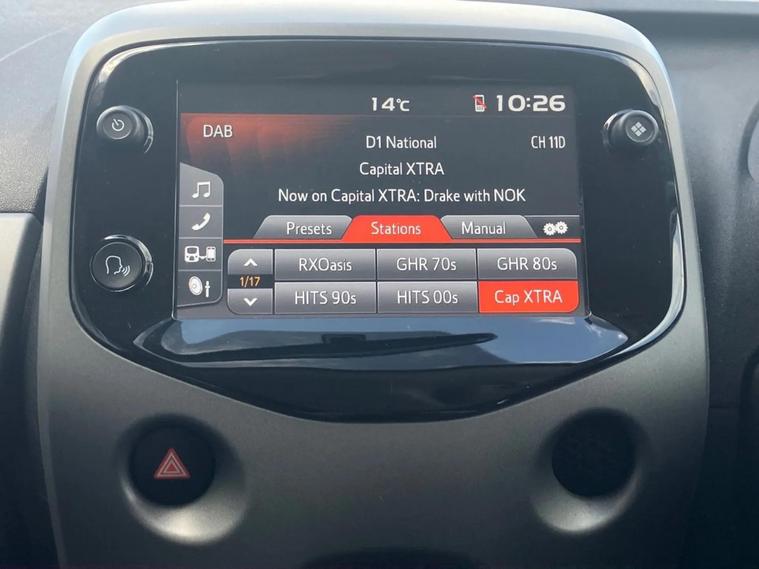 14°C 10:26
DAB
D1 National CH 11D
Capital XTRA
Now on Capital XTRA: Drake with NOK
Presets Stations Manual
RXOasis GHR 70s GHR 80s
1/17
HITS 90s HITS 00s Cap XTRA